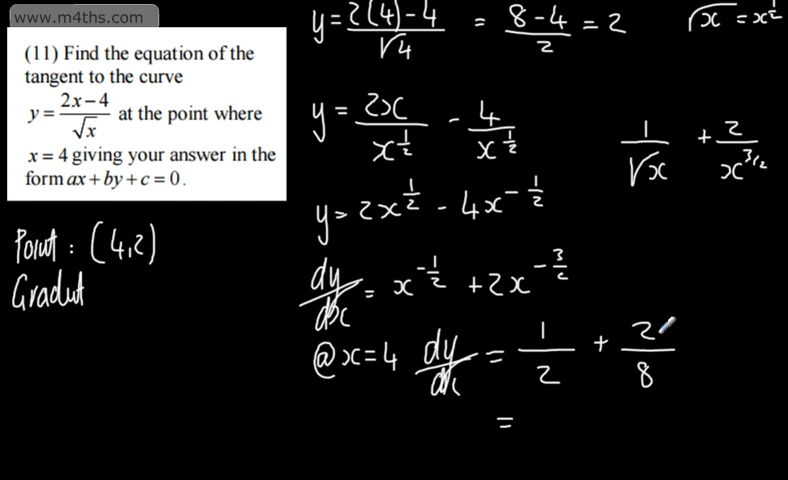 www.m4ths.com
(11) Find the equation of the
tangent to the curve
y = (2x − 4)/√x at the point where
x = 4 giving your answer in the
form ax + by + c = 0.
Point : (4,2)
Gradut
y = (2(4) − 4)/√4 = (8 − 4)/2 = 2
√x = x^(1/2)
y = 2x/x^(1/2) − 4/x^(1/2)
1/√x + 2/x^(3/2)
y = 2x^(1/2) − 4x^(−1/2)
dy/dx = x^(−1/2) + 2x^(−3/2)
@ x = 4 dy/dx = 1/2 + 2/8
=